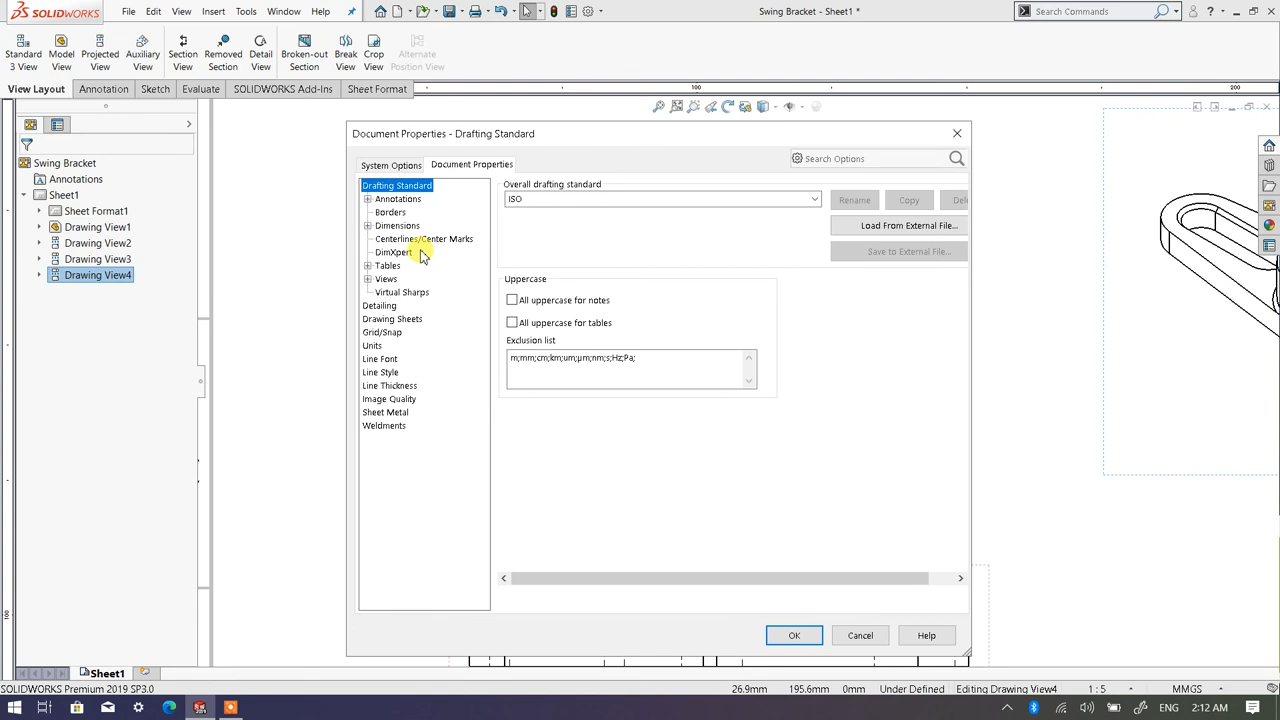 SOLIDWORKS File Edit View Insert Tools Window Help Swing Bracket - Sheet1 * Search Commands
Standard 3 View
Model View
Projected View
Auxiliary View
Section View
Removed Section
Detail View
Broken-out Section
Break View
Crop View
Alternate Position View
View Layout Annotation Sketch Evaluate SOLIDWORKS Add-Ins Sheet Format
100 200
Swing Bracket
Annotations
Sheet1
Sheet Format1
Drawing View1
Drawing View2
Drawing View3
Drawing View4
Document Properties - Drafting Standard
System Options Document Properties
Search Options
Drafting Standard
Annotations
Borders
Dimensions
Centerlines/Center Marks
DimXpert
Tables
Views
Virtual Sharps
Detailing
Drawing Sheets
Grid/Snap
Units
Line Font
Line Style
Line Thickness
Image Quality
Sheet Metal
Weldments
Overall drafting standard
ISO Rename Copy Dele
Load From External File...
Save to External File...
Uppercase
All uppercase for notes
All uppercase for tables
Exclusion list
m;mm;cm;km;um;µm;nm;s;Hz;Pa;
OK Cancel Help
100
Sheet1
SOLIDWORKS Premium 2019 SP3.0 26.9mm 195.6mm 0mm Under Defined Editing Drawing View4 1 : 5 MMGS
ENG 2:12 AM